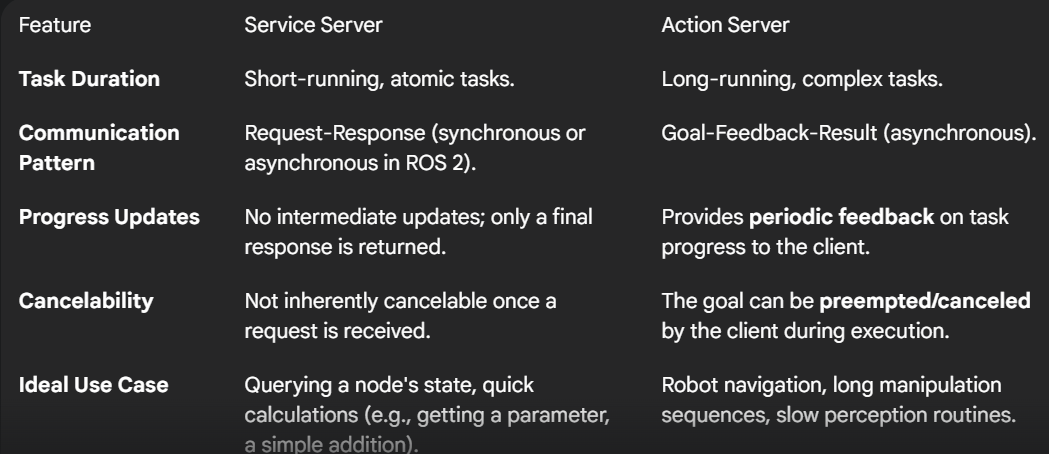 Feature Service Server Action Server
Task Duration Short-running, atomic tasks. Long-running, complex tasks.
Communication Request-Response (synchronous or Goal-Feedback-Result (asynchronous).
Pattern asynchronous in ROS 2).
Progress Updates No intermediate updates; only a final Provides periodic feedback on task
response is returned. progress to the client.
Cancelability Not inherently cancelable once a The goal can be preempted/canceled
request is received. by the client during execution.
Ideal Use Case Querying a node's state, quick Robot navigation, long manipulation
calculations (e.g., getting a parameter, sequences, slow perception routines.
a simple addition).